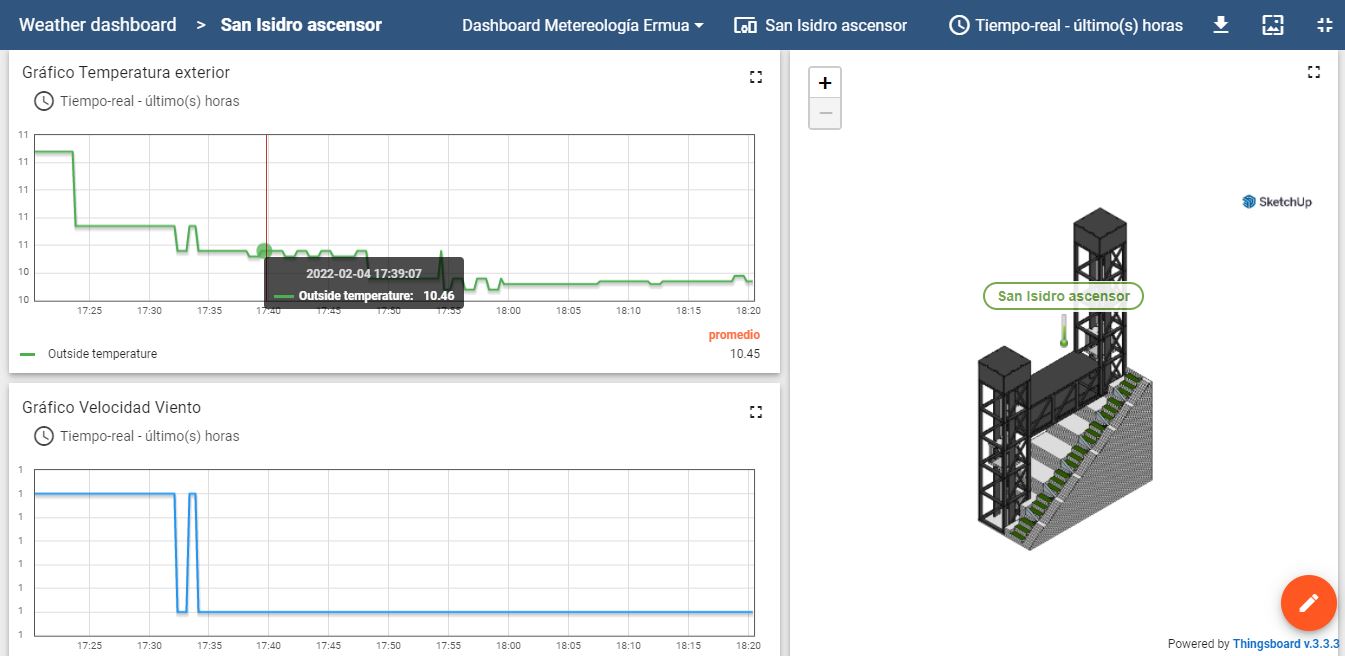 Weather dashboard > San Isidro ascensor
Dashboard Metereología Ermua
San Isidro ascensor
Tiempo-real - último(s) horas
Gráfico Temperatura exterior
Tiempo-real - último(s) horas
11
11
11
11
11
10
10
2022-02-04 17:39:07
Outside temperature: 10.46
17:25 17:30 17:35 17:40 17:45 17:50 17:55 18:00 18:05 18:10 18:15 18:20
promedio
Outside temperature 10.45
Gráfico Velocidad Viento
Tiempo-real - último(s) horas
1
1
1
1
1
1
1
1
17:25 17:30 17:35 17:40 17:45 17:50 17:55 18:00 18:05 18:10 18:15 18:20
+
−
SketchUp
San Isidro ascensor
Powered by Thingsboard v.3.3.3